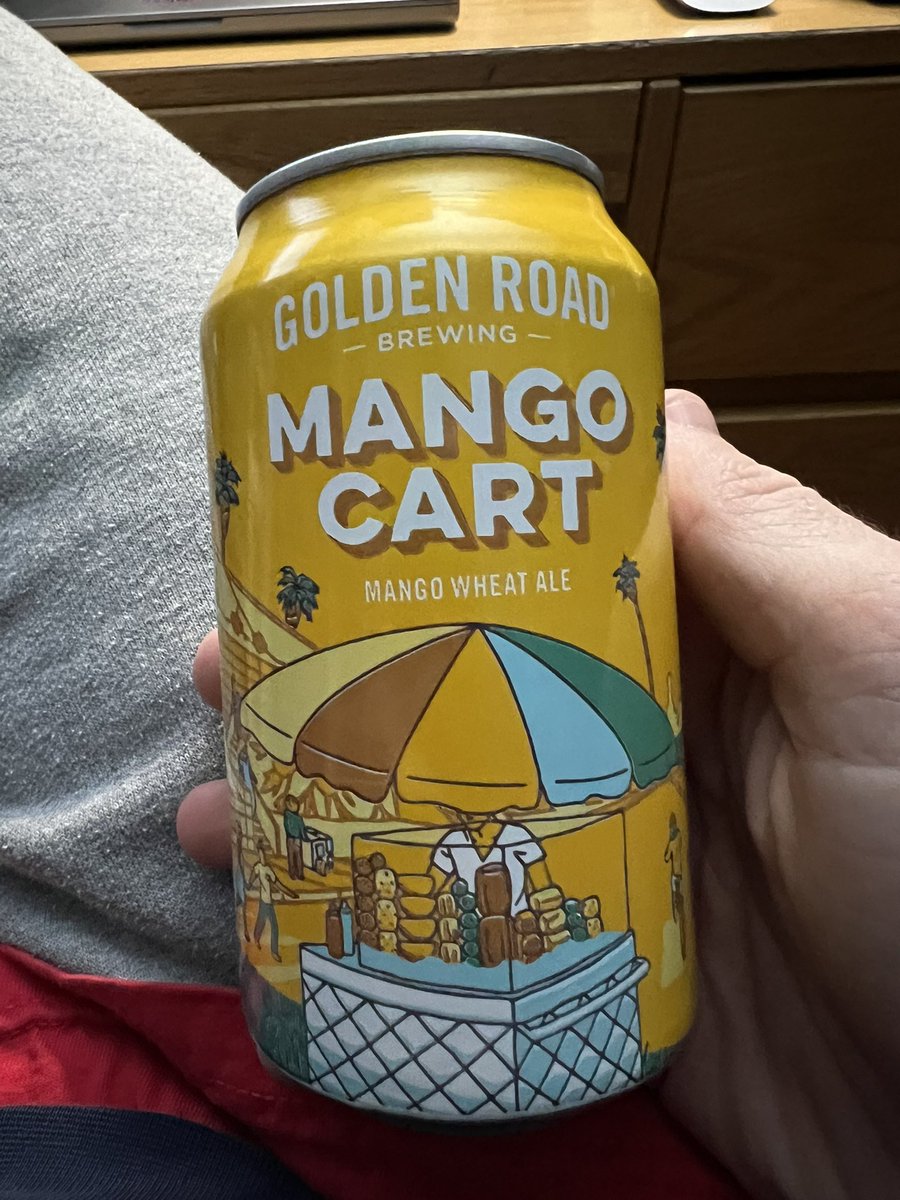 GOLDEN ROAD
— BREWING —
MANGO
CART
MANGO WHEAT ALE